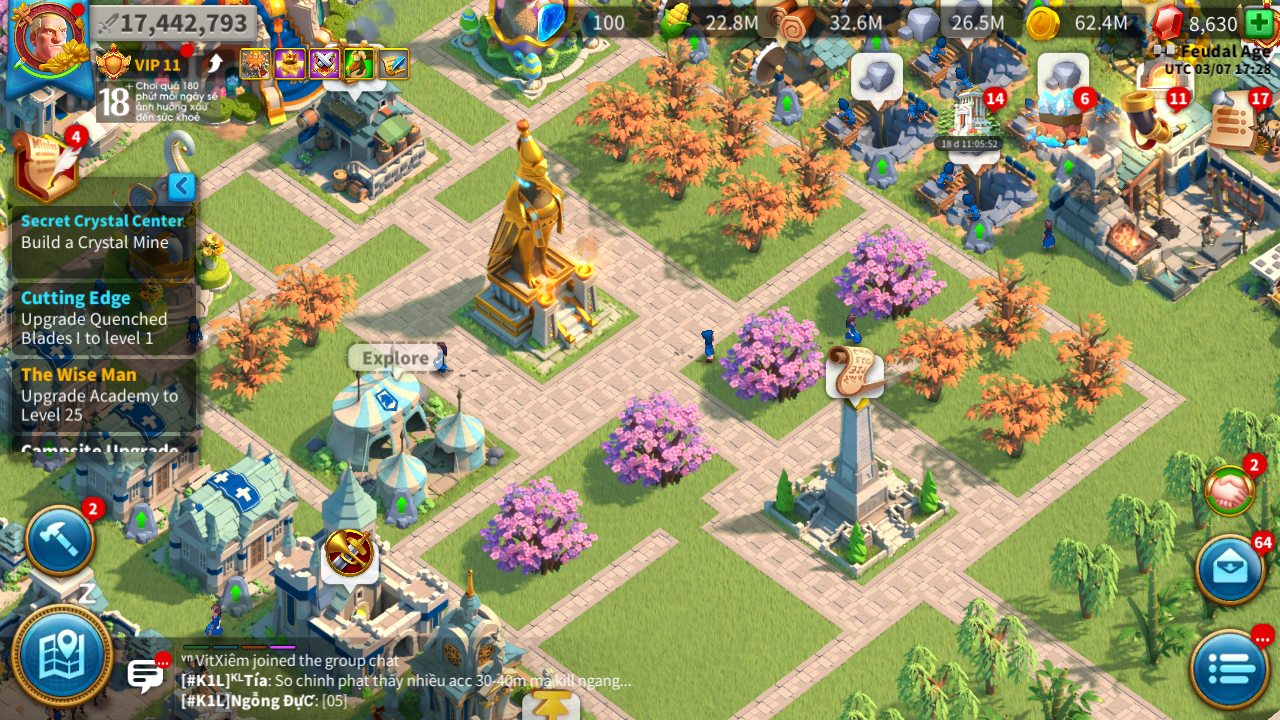 17,442,793
100
22.8M
32.6M
26.5M
62.4M
8,630
Feudal Age
UTC 03/07 17:28
VIP 11
18+
Chơi quá 180
phút mỗi ngày sẽ
ảnh hưởng xấu
đến sức khoẻ
14
6
11
17
18 d 11:05:52
4
Secret Crystal Center
Build a Crystal Mine
Cutting Edge
Upgrade Quenched
Blades I to level 1
The Wise Man
Upgrade Academy to
Level 25
Campsite Upgrade
Explore
2
2
64
Z
VN VitXiêm joined the group chat
[#K1L]ᴷᴸTía: So chinh phạt thấy nhiều acc 30-40m mà kill ngang...
[#K1L]Ngỗng ĐựC: [05]